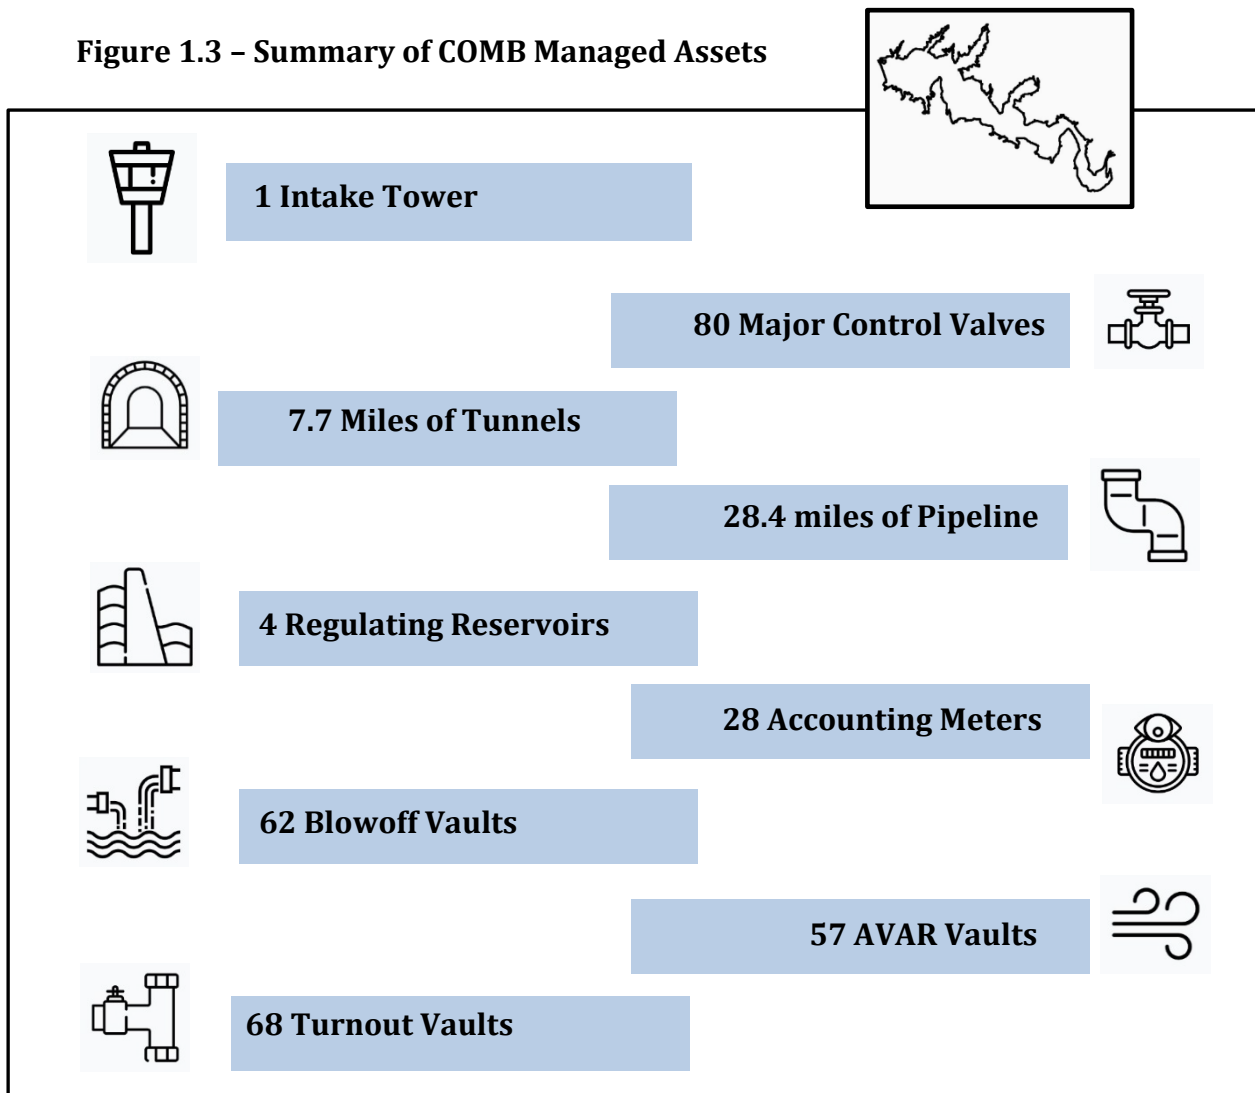 Figure 1.3 – Summary of COMB Managed Assets
1 Intake Tower
80 Major Control Valves
7.7 Miles of Tunnels
28.4 miles of Pipeline
4 Regulating Reservoirs
28 Accounting Meters
62 Blowoff Vaults
57 AVAR Vaults
68 Turnout Vaults